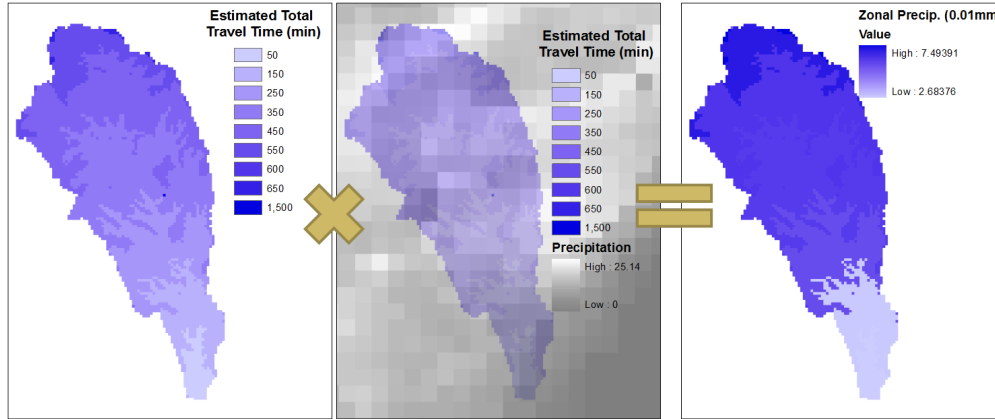 Estimated Total
Travel Time (min)
50
150
250
350
450
550
600
650
1,500
Estimated Total
Travel Time (min)
50
150
250
350
450
550
600
650
1,500
Precipitation
High : 25.14
Low : 0
Zonal Precip. (0.01mm
Value
High : 7.49391
Low : 2.68376